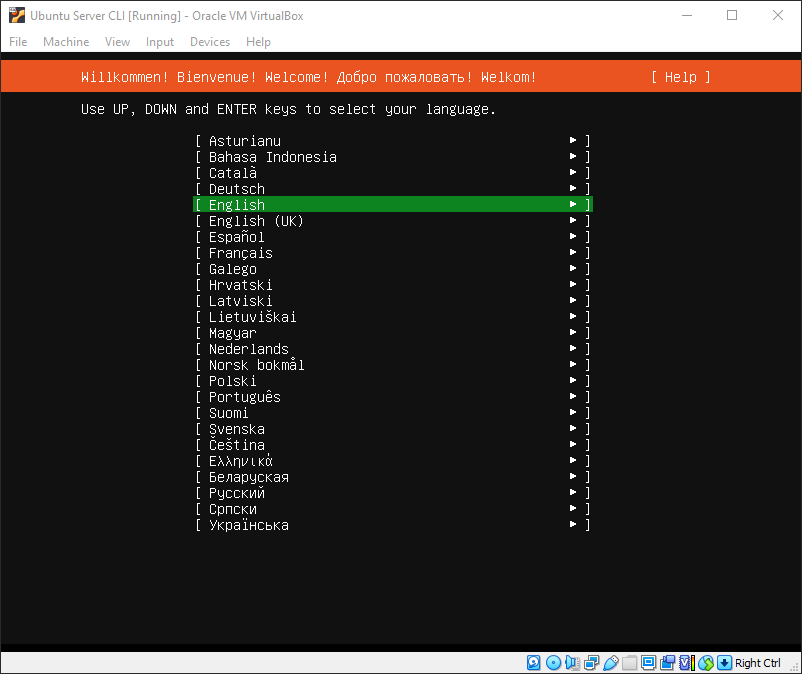 Ubuntu Server CLI [Running] - Oracle VM VirtualBox
File Machine View Input Devices Help
Willkommen! Bienvenue! Welcome! Добро пожаловать! Welkom! [ Help ]
Use UP, DOWN and ENTER keys to select your language.
[ Asturianu ► ]
[ Bahasa Indonesia ► ]
[ Català ► ]
[ Deutsch ► ]
[ English ► ]
[ English (UK) ► ]
[ Español ► ]
[ Français ► ]
[ Galego ► ]
[ Hrvatski ► ]
[ Latviski ► ]
[ Lietuviškai ► ]
[ Magyar ► ]
[ Nederlands ► ]
[ Norsk bokmål ► ]
[ Polski ► ]
[ Português ► ]
[ Suomi ► ]
[ Svenska ► ]
[ Čeština ► ]
[ Ελληνικά ► ]
[ Беларуская ► ]
[ Русский ► ]
[ Српски ► ]
[ Українська ► ]
Right Ctrl